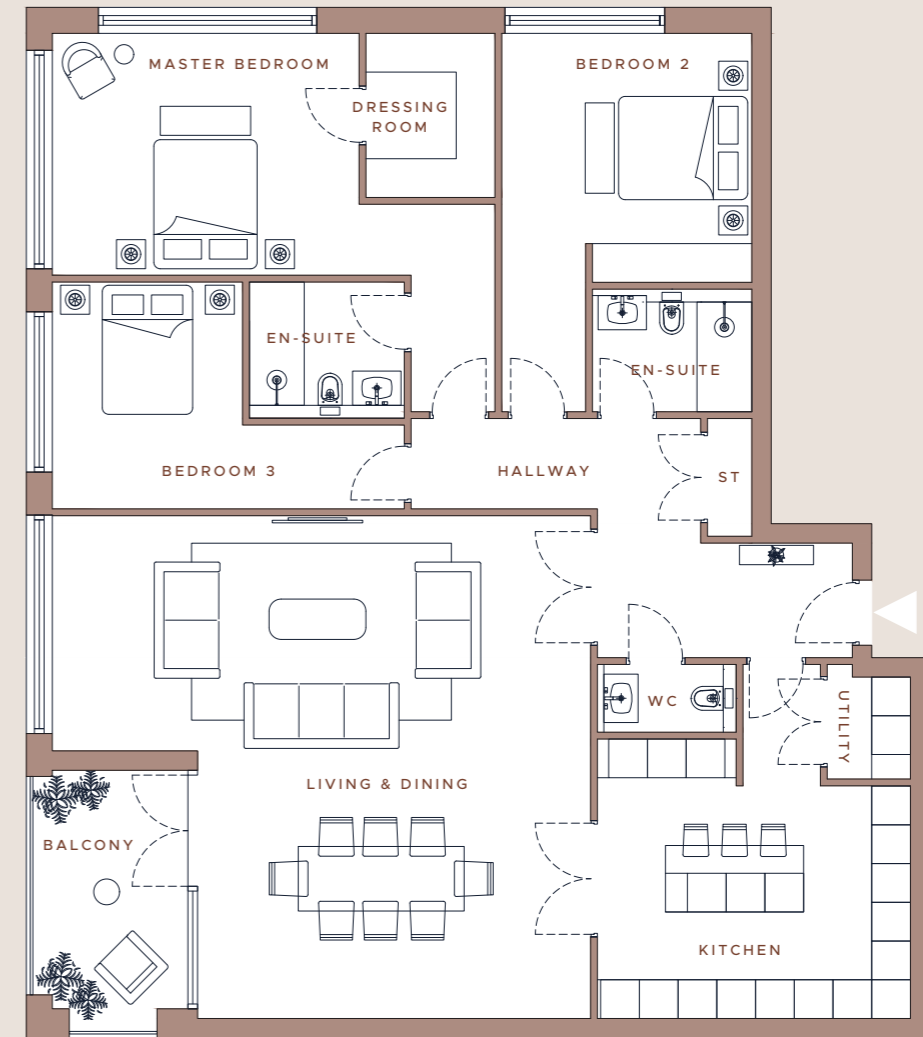 MASTER BEDROOM
BEDROOM 2
DRESSING
ROOM
EN-SUITE
EN-SUITE
BEDROOM 3
HALLWAY
ST
WC
UTILITY
LIVING & DINING
BALCONY
KITCHEN